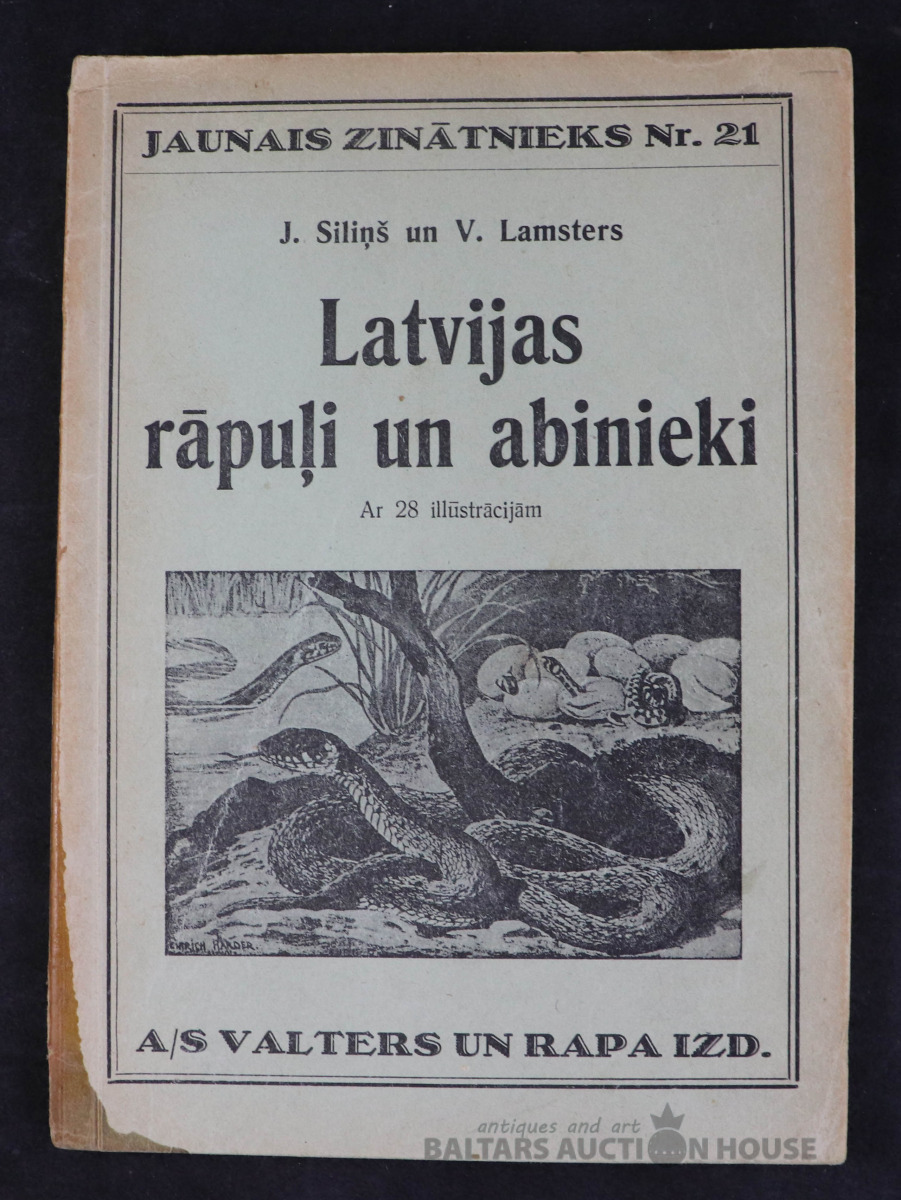 JAUNAIS ZINĀTNIEKS Nr. 21
J. Siliņš un V. Lamsters
Latvijas
rāpuļi un abinieki
Ar 28 illūstrācijām
HARDER.
A/S VALTERS UN RAPA IZD.
antiques and art
BALTARS AUCTION HOUSE